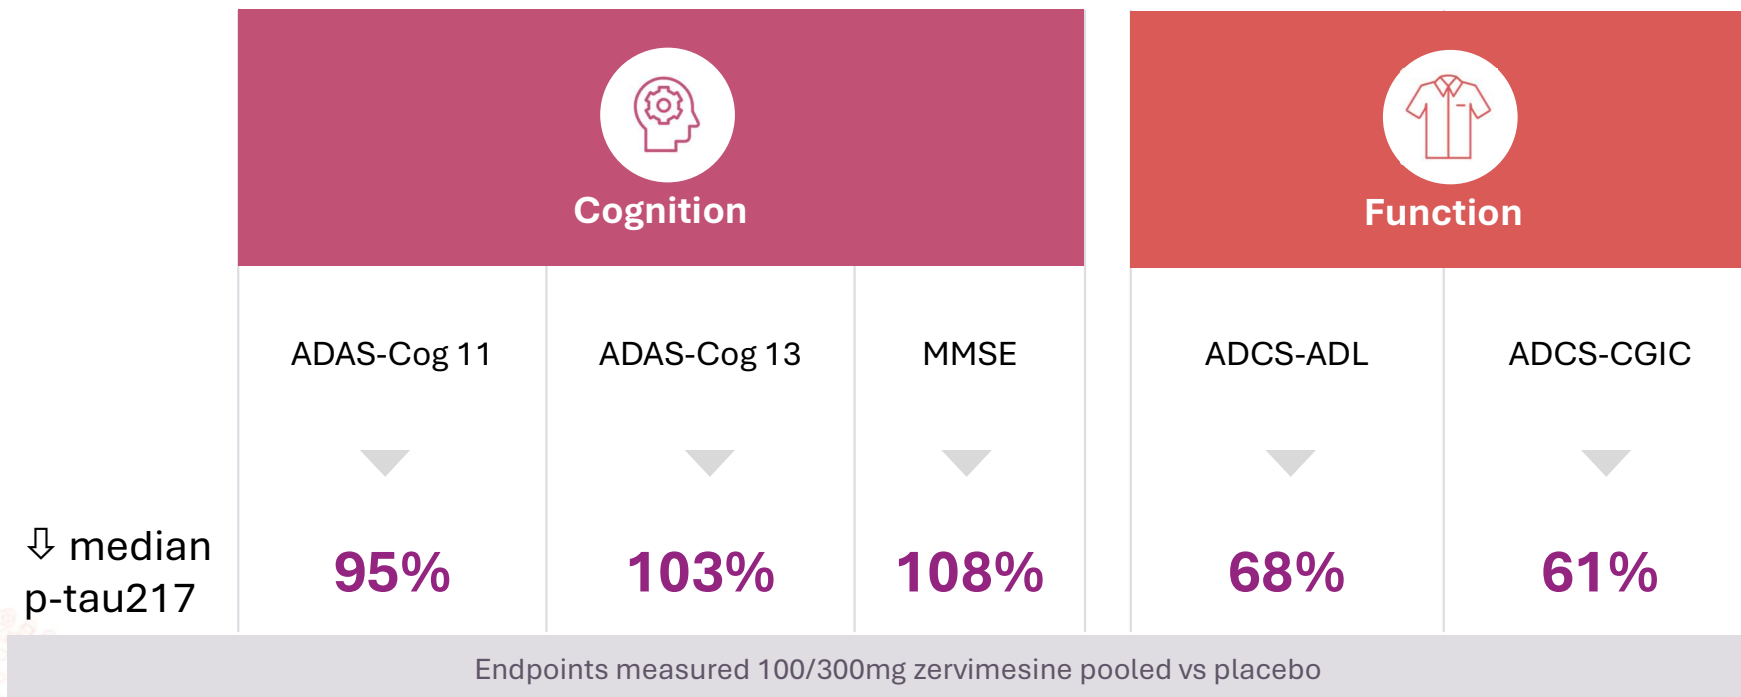 Cognition
Function
ADAS-Cog 11
ADAS-Cog 13
MMSE
ADCS-ADL
ADCS-CGIC
⇩ median
p-tau217
95%
103%
108%
68%
61%
Endpoints measured 100/300mg zervimesine pooled vs placebo